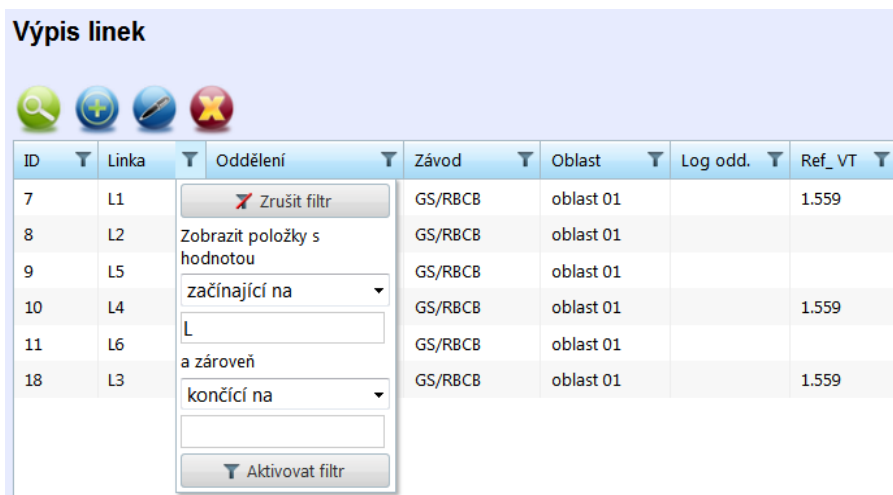 Výpis linek
ID Linka Oddělení Závod Oblast Log odd. Ref_VT
7 L1 GS/RBCB oblast 01 1.559
8 L2 GS/RBCB oblast 01
9 L5 GS/RBCB oblast 01
10 L4 GS/RBCB oblast 01 1.559
11 L6 GS/RBCB oblast 01
18 L3 GS/RBCB oblast 01 1.559
Zrušit filtr
Zobrazit položky s
hodnotou
začínající na
L
a zároveň
končící na
Aktivovat filtr